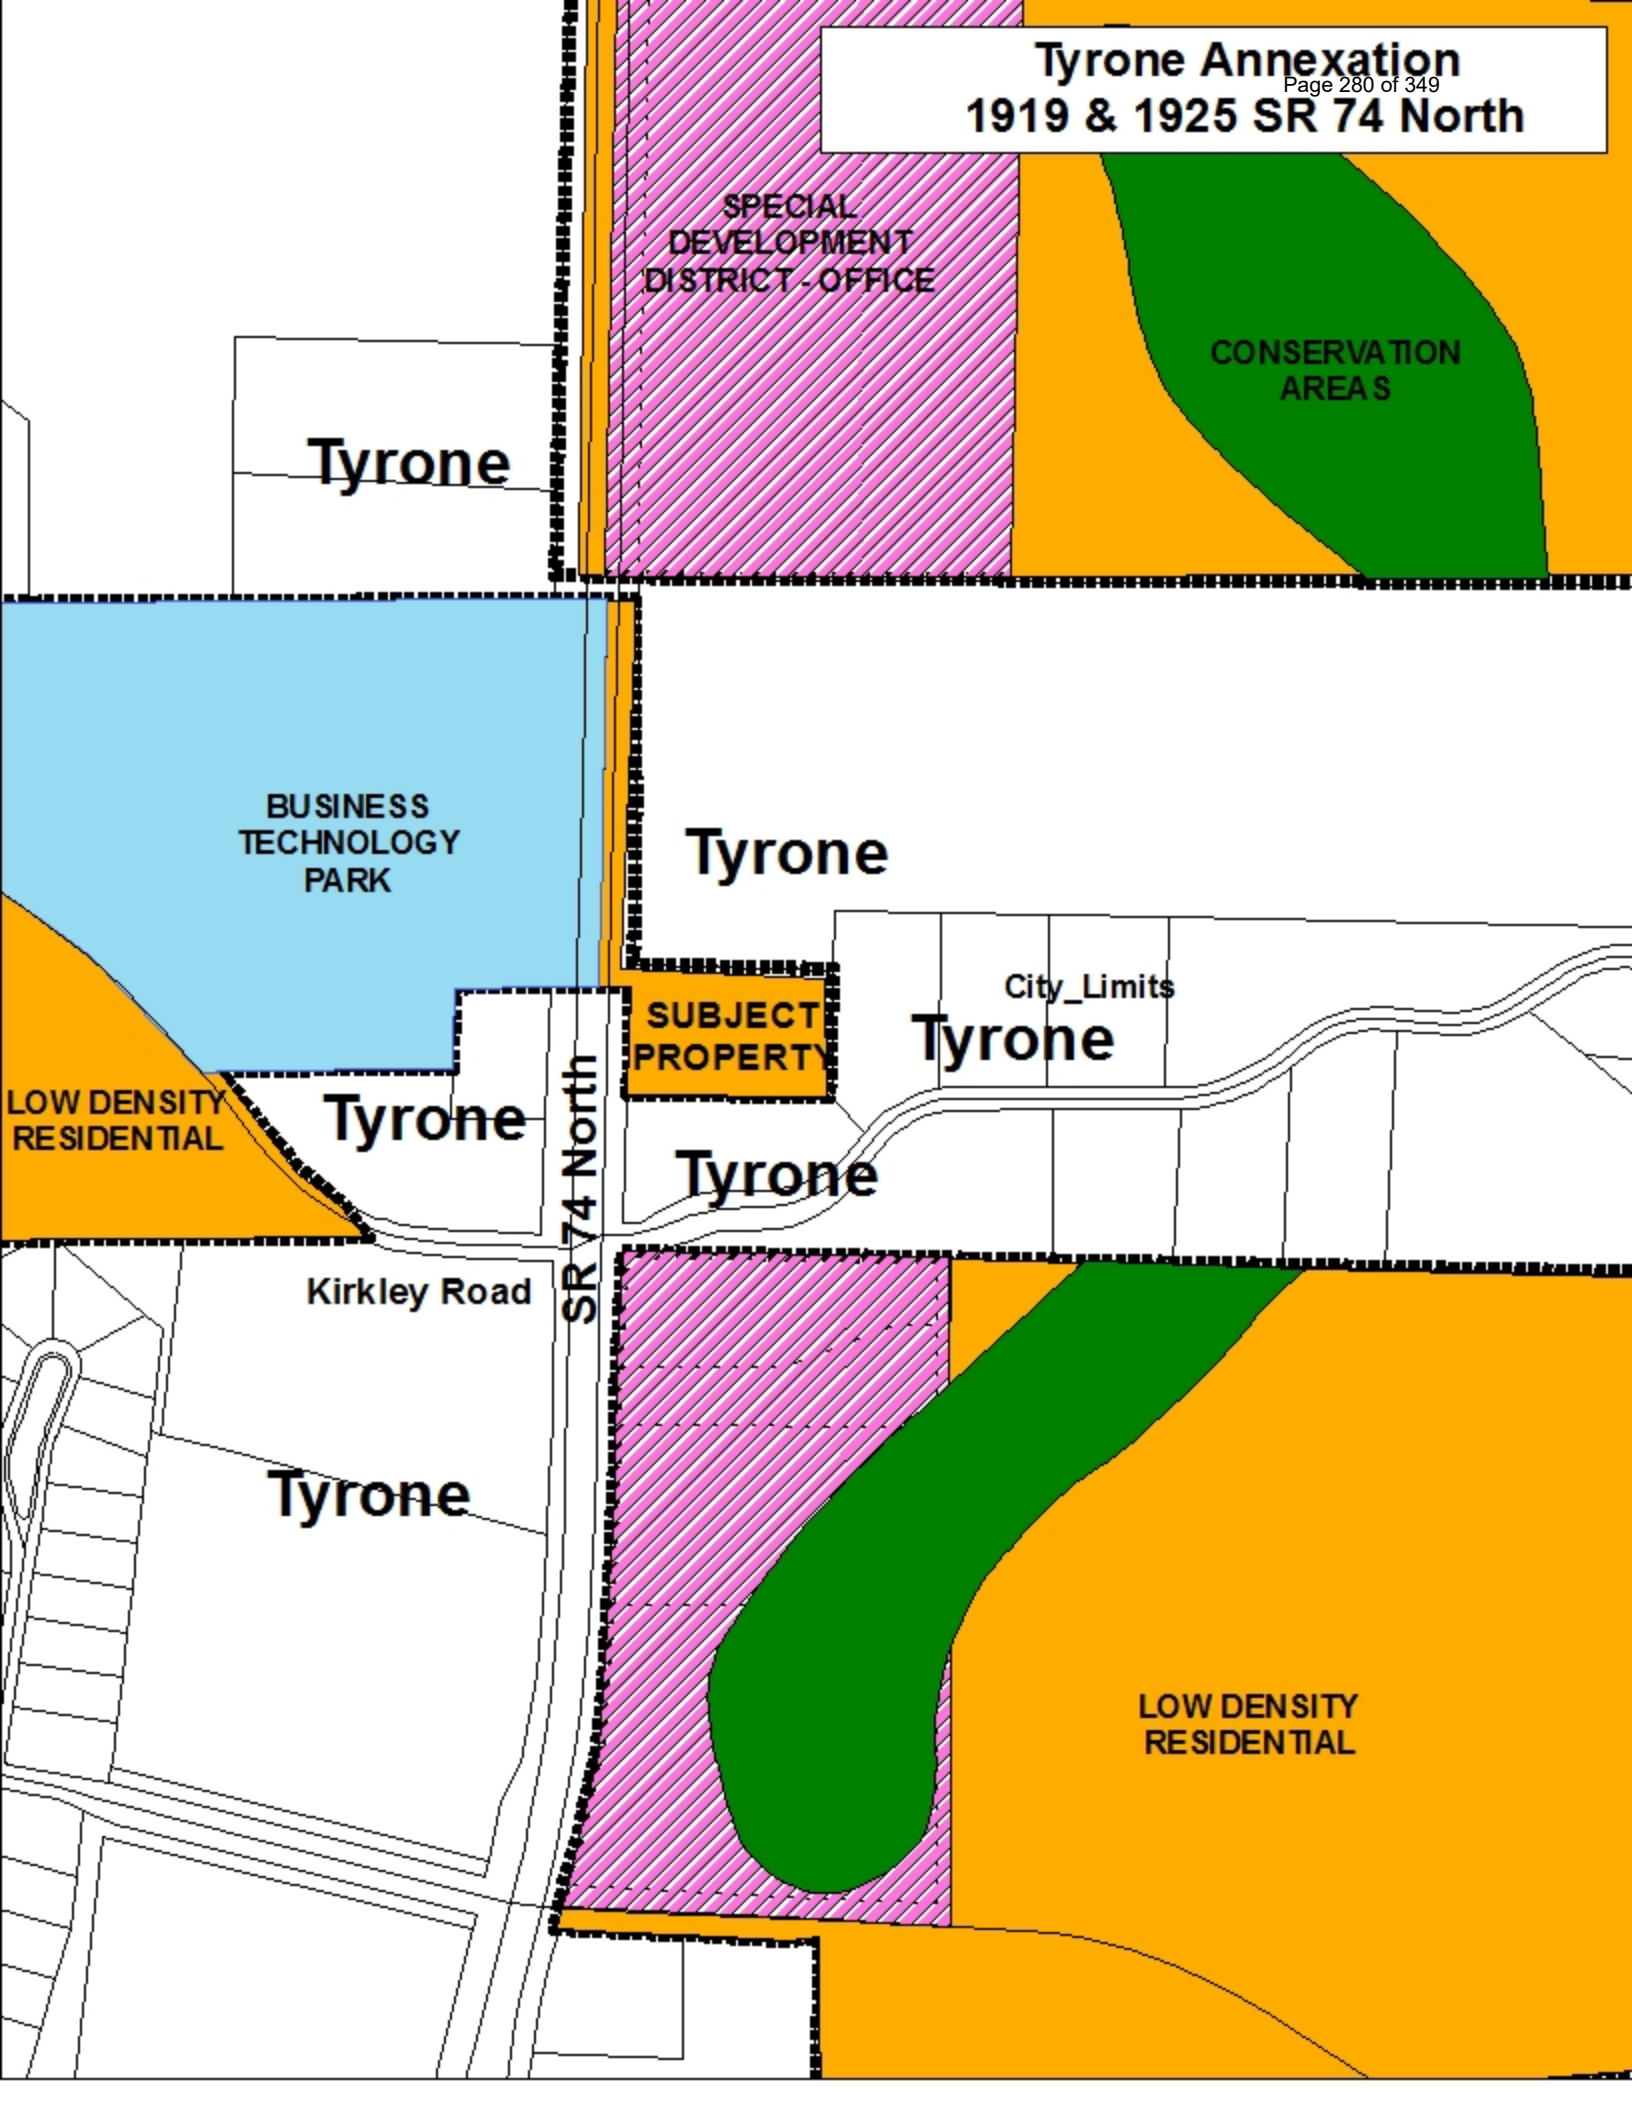 Tyrone Annexation
Page 280 of 349
1919 & 1925 SR 74 North
SPECIAL
DEVELOPMENT
DISTRICT - OFFICE
CONSERVATION
AREAS
Tyrone
BUSINESS
TECHNOLOGY
PARK
Tyrone
City_Limits
Tyrone
SUBJECT
PROPERTY
LOW DENSITY
RESIDENTIAL
Tyrone
SR 74 North
Tyrone
Kirkley Road
Tyrone
LOW DENSITY
RESIDENTIAL